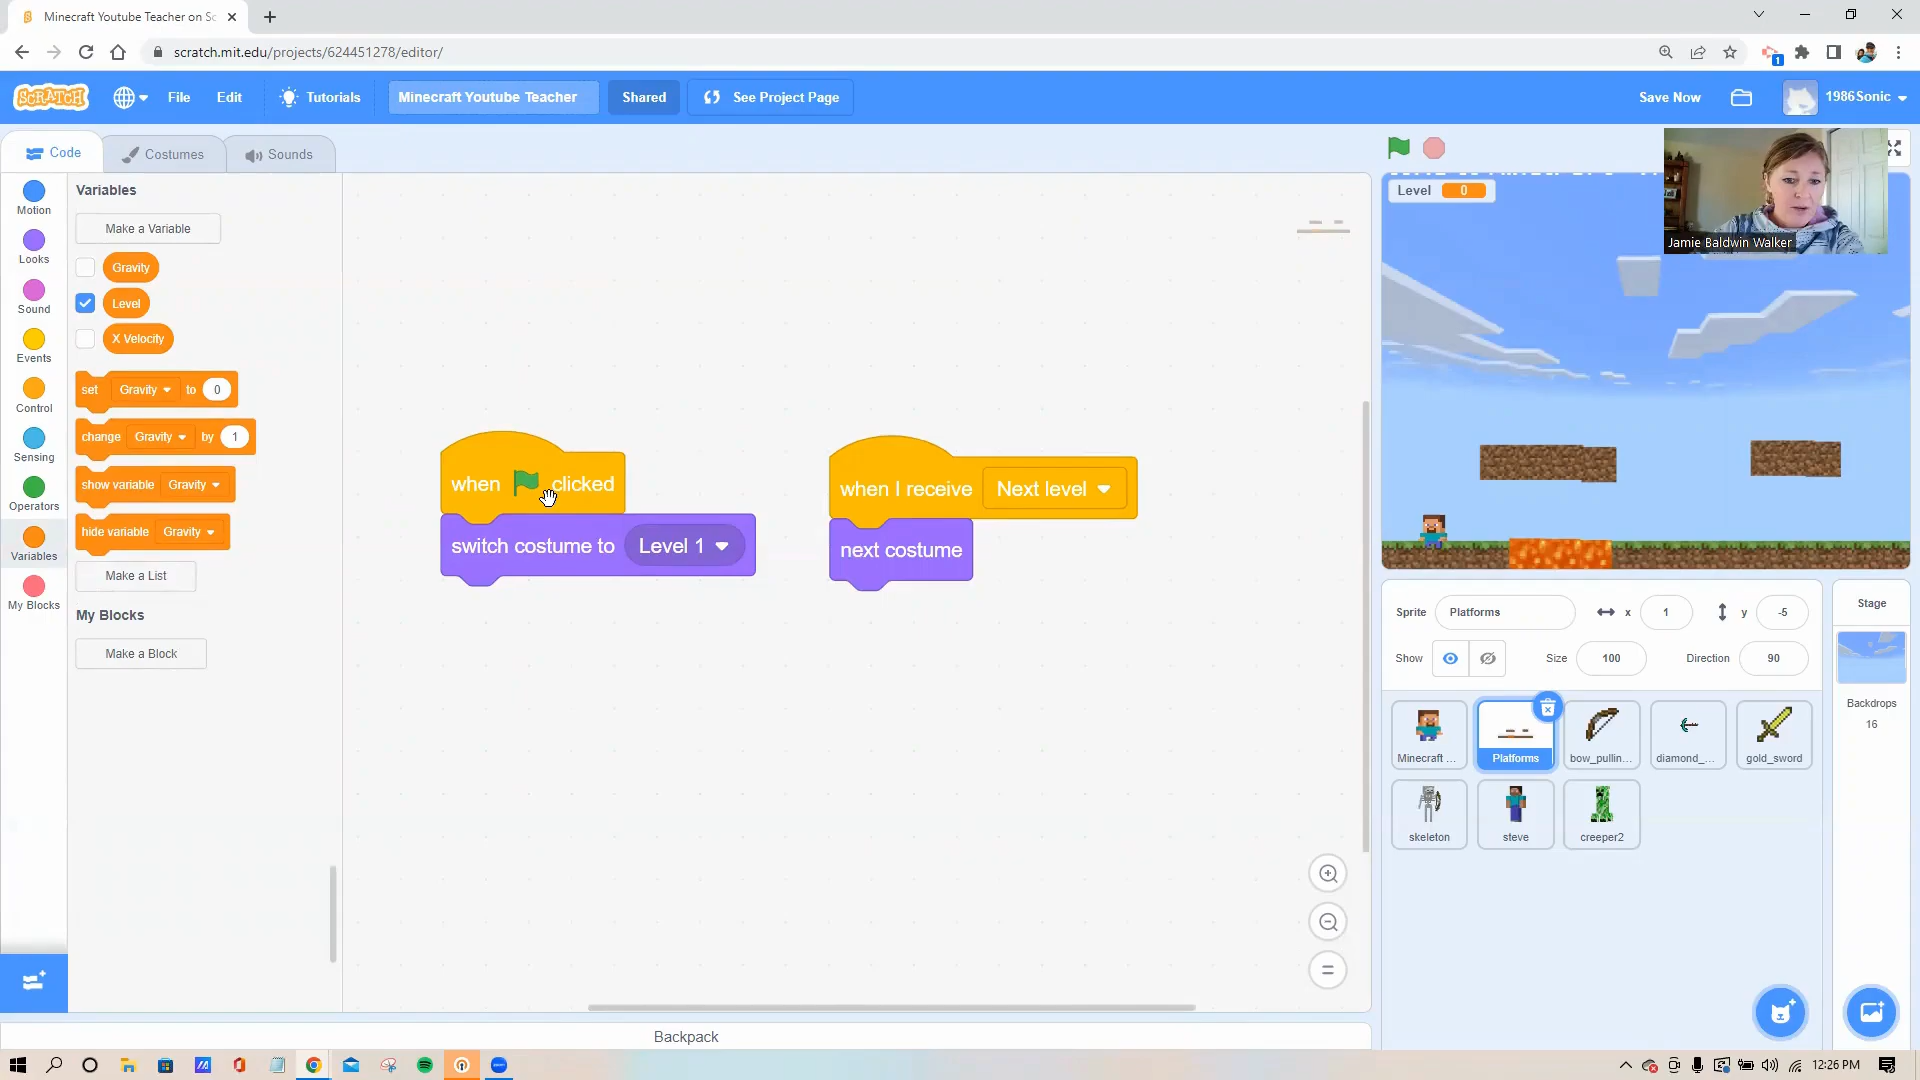 Minecraft Youtube Teacher on Sc
scratch.mit.edu/projects/624451278/editor/
1
SCRATCH
File
Edit
Tutorials
Minecraft Youtube Teacher
Shared
See Project Page
Save Now
1986Sonic
Code
Costumes
Sounds
Motion
Looks
Sound
Events
Control
Sensing
Operators
Variables
My Blocks
Variables
Make a Variable
Gravity
Level
X Velocity
set Gravity to 0
change Gravity by 1
show variable Gravity
hide variable Gravity
Make a List
My Blocks
Make a Block
when clicked
switch costume to Level 1
when I receive Next level
next costume
Level 0
Jamie Baldwin Walker
Sprite Platforms x 1 y -5
Show Size 100 Direction 90
Minecraft ...
Platforms
bow_pullin...
diamond_...
gold_sword
skeleton
steve
creeper2
Stage
Backdrops
16
Backpack
12:26 PM